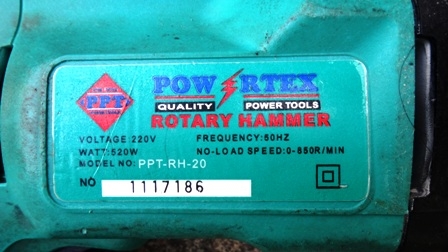 PPT
POWERTEX
QUALITY POWER TOOLS
ROTARY HAMMER
VOLTAGE:220V FREQUENCY:60HZ
WATT:520W NO-LOAD SPEED:0-850R/MIN
MODEL NO: PPT-RH-20
NO 1117186